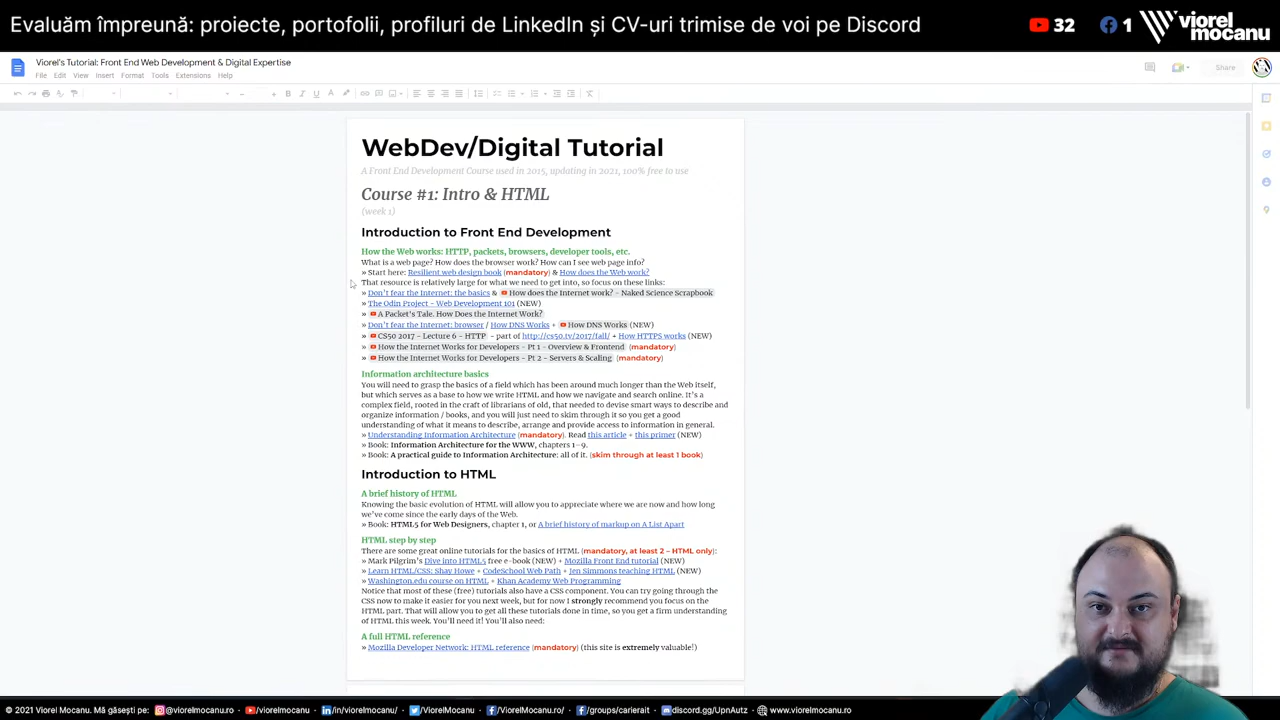 Evaluăm împreună: proiecte, portofolii, profiluri de LinkedIn și CV-uri trimise de voi pe Discord
32
1
viorel mocanu
Viorel's Tutorial: Front End Web Development & Digital Expertise
File Edit View Insert Format Tools Extensions Help
Share
WebDev/Digital Tutorial
A Front End Development Course used in 2015, updating in 2021, 100% free to use
Course #1: Intro & HTML
(week 1)
Introduction to Front End Development
How the Web works: HTTP, packets, browsers, developer tools, etc.
What is a web page? How does the browser work? How can I see web page info?
» Start here: Resilient web design book (mandatory) & How does the Web work?
That resource is relatively large for what we need to get into, so focus on these links:
» Don't fear the Internet: the basics & How does the Internet work? - Naked Science Scrapbook
» The Odin Project - Web Development 101 (NEW)
» A Packet's Tale. How Does the Internet Work?
» Don't fear the Internet: browser / How DNS Works + How DNS Works (NEW)
» CS50 2017 - Lecture 6 - HTTP - part of http://cs50.tv/2017/fall/ + How HTTPS works (NEW)
» How the Internet Works for Developers - Pt 1 - Overview & Frontend (mandatory)
» How the Internet Works for Developers - Pt 2 - Servers & Scaling (mandatory)
Information architecture basics
You will need to grasp the basics of a field which has been around much longer than the Web itself,
but which serves as a base to how we write HTML and how we navigate and search online. It's a
complex field, rooted in the craft of librarians of old, that needed to devise smart ways to describe and
organize information / books, and you will just need to skim through it so you get a good
understanding of what it means to describe, arrange and provide access to information in general.
» Understanding Information Architecture (mandatory). Read this article + this primer (NEW)
» Book: Information Architecture for the WWW, chapters 1-9.
» Book: A practical guide to Information Architecture: all of it. (skim through at least 1 book)
Introduction to HTML
A brief history of HTML
Knowing the basic evolution of HTML will allow you to appreciate where we are now and how long
we've come since the early days of the Web.
» Book: HTML5 for Web Designers, chapter 1, or A brief history of markup on A List Apart
HTML step by step
There are some great online tutorials for the basics of HTML (mandatory, at least 2 - HTML only):
» Mark Pilgrim's Dive into HTML5 free e-book (NEW) + Mozilla Front End tutorial (NEW)
» Learn HTML/CSS: Shay Howe + CodeSchool Web Path + Jen Simmons teaching HTML (NEW)
» Washington.edu course on HTML + Khan Academy Web Programming
Notice that most of these (free) tutorials also have a CSS component. You can try going through the
CSS now to make it easier for you next week, but for now I strongly recommend you focus on the
HTML part. That will allow you to get all these tutorials done in time, so you get a firm understanding
of HTML this week. You'll need it! You'll also need:
A full HTML reference
» Mozilla Developer Network: HTML reference (mandatory) (this site is extremely valuable!)
© 2021 Viorel Mocanu. Mă găsești pe: @viorelmocanu.ro /viorelmocanu /in/viorelmocanu/ /ViorelMocanu /ViorelMocanu.ro/ /groups/carierait discord.gg/UpnAutz www.viorelmocanu.ro